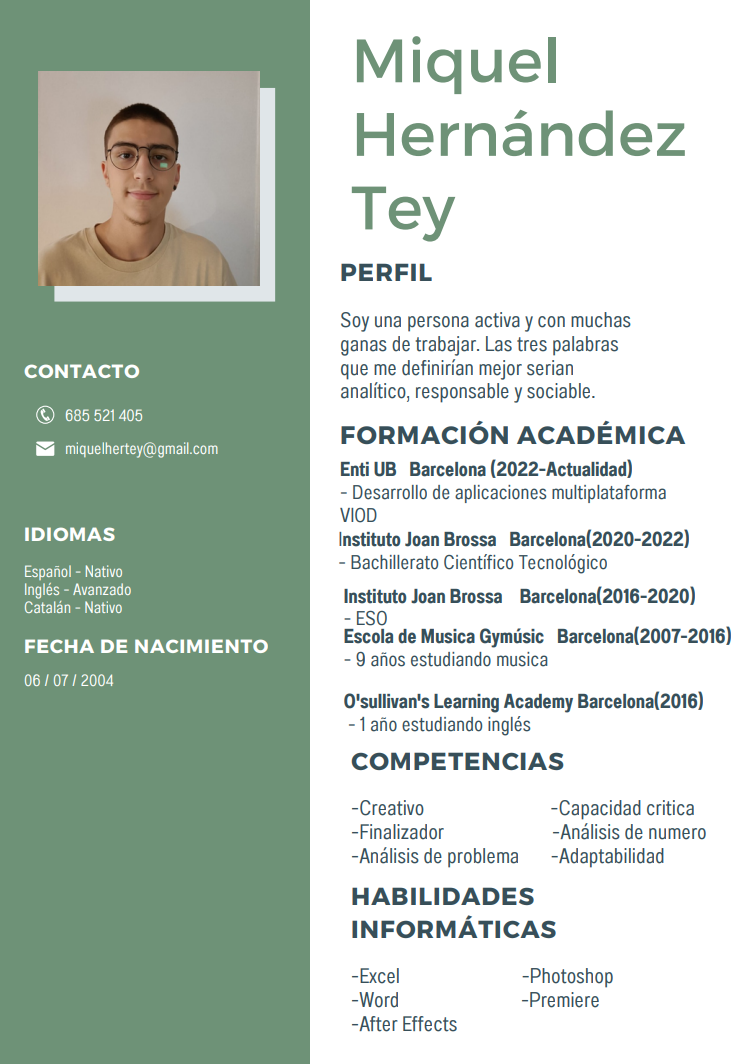 Miquel
Hernández
Tey
CONTACTO
685 521 405
miquelhertey@gmail.com
IDIOMAS
Español - Nativo
Inglés - Avanzado
Catalán - Nativo
FECHA DE NACIMIENTO
06 / 07 / 2004
PERFIL
Soy una persona activa y con muchas
ganas de trabajar. Las tres palabras
que me definirían mejor serian
analítico, responsable y sociable.
FORMACIÓN ACADÉMICA
Enti UB Barcelona (2022-Actualidad)
- Desarrollo de aplicaciones multiplataforma
VIOD
Instituto Joan Brossa Barcelona(2020-2022)
- Bachillerato Científico Tecnológico
Instituto Joan Brossa Barcelona(2016-2020)
- ESO
Escola de Musica Gymúsic Barcelona(2007-2016)
- 9 años estudiando musica
O'sullivan's Learning Academy Barcelona(2016)
- 1 año estudiando inglés
COMPETENCIAS
-Creativo
-Finalizador
-Análisis de problema
-Capacidad critica
-Análisis de numero
-Adaptabilidad
HABILIDADES
INFORMÁTICAS
-Excel
-Word
-After Effects
-Photoshop
-Premiere